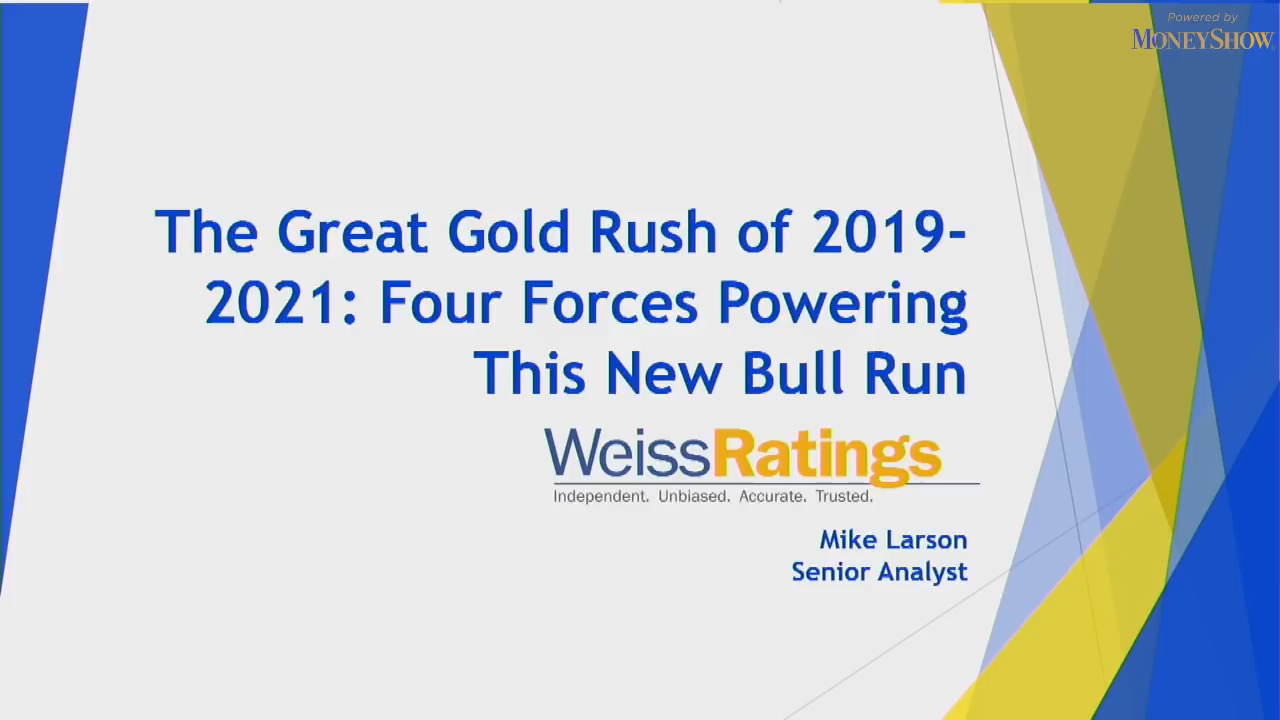 Powered by
MONEYSHOW
The Great Gold Rush of 2019-
2021: Four Forces Powering
This New Bull Run
WeissRatings
Independent. Unbiased. Accurate. Trusted.
Mike Larson
Senior Analyst